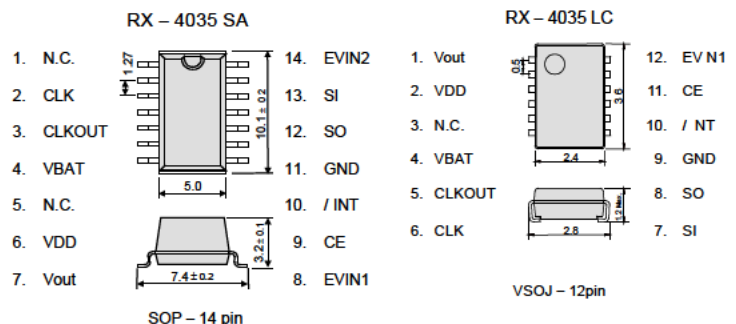 RX – 4035 SA
1. N.C.
2. CLK
3. CLKOUT
4. VBAT
5. N.C.
6. VDD
7. Vout
1.27
10.1± 0.2
5.0
3.2± 0.1
7.4± 0.2
14. EVIN2
13. SI
12. SO
11. GND
10. / INT
9. CE
8. EVIN1
SOP – 14 pin
RX – 4035 LC
1. Vout
2. VDD
3. N.C.
4. VBAT
5. CLKOUT
6. CLK
0.5
3.6
2.4
1.2 Max.
2.8
12. EV N1
11. CE
10. / NT
9. GND
8. SO
7. SI
VSOJ – 12pin